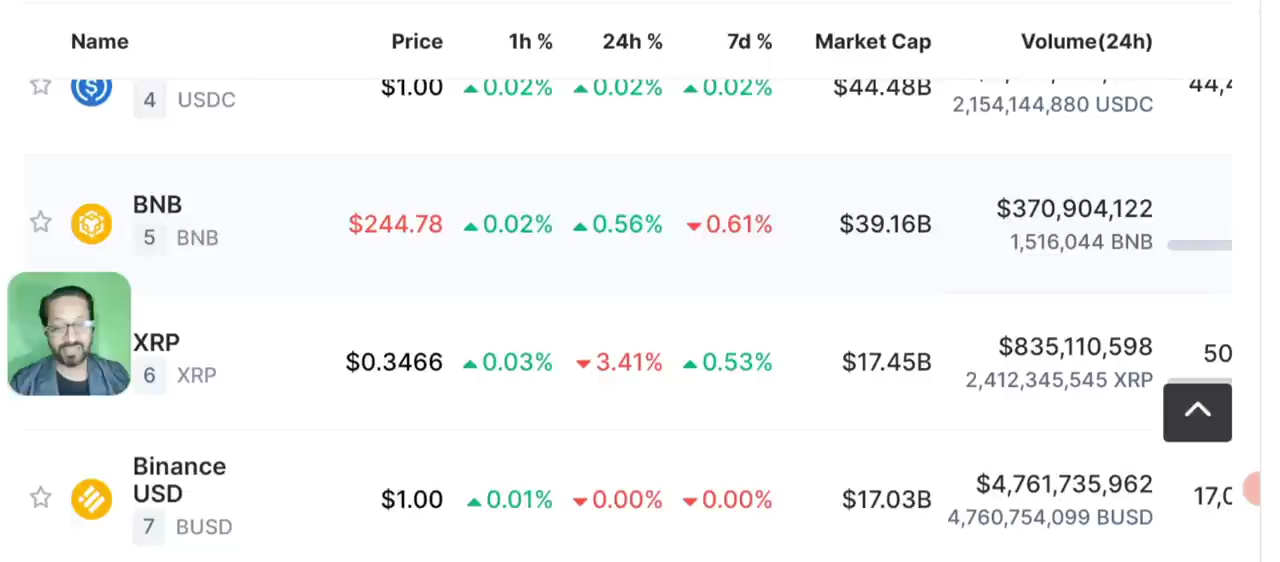 Name Price 1h % 24h % 7d % Market Cap Volume(24h)
$1.00 0.02% 0.02% 0.02% $44.48B
4 USDC 2,154,144,880 USDC
BNB $370,904,122
$244.78 0.02% 0.56% 0.61% $39.16B
5 BNB 1,516,044 BNB
XRP $835,110,598 50
$0.3466 0.03% 3.41% 0.53% $17.45B
6 XRP 2,412,345,545 XRP
Binance $4,761,735,962
USD $1.00 0.01% 0.00% 0.00% $17.03B
7 BUSD 4,760,754,099 BUSD